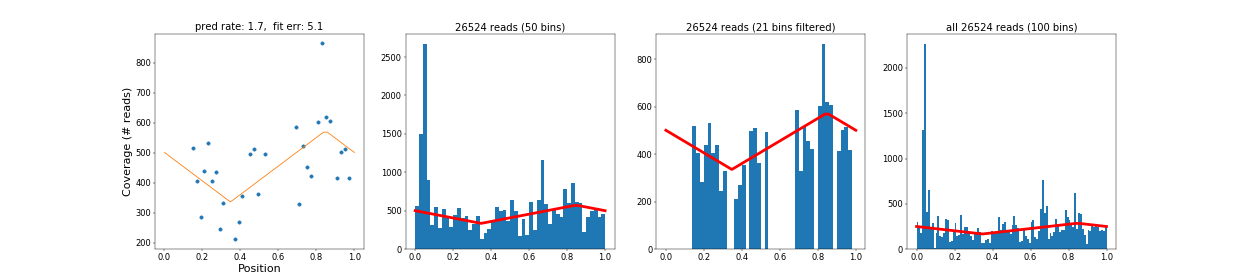 pred rate: 1.7,  fit err: 5.1
Coverage (# reads)
800
700
600
500
400
300
200
0.0 0.2 0.4 0.6 0.8 1.0
Position
26524 reads (50 bins)
2500
2000
1500
1000
500
0
0.0 0.2 0.4 0.6 0.8 1.0
26524 reads (21 bins filtered)
800
600
400
200
0
0.0 0.2 0.4 0.6 0.8 1.0
all 26524 reads (100 bins)
2000
1500
1000
500
0
0.0 0.2 0.4 0.6 0.8 1.0